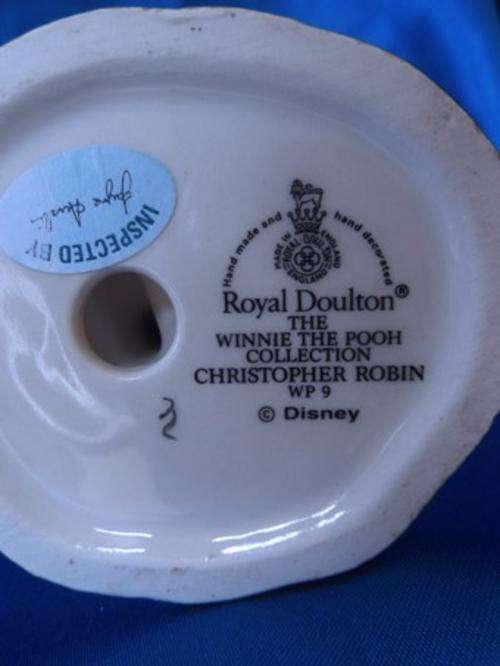 INSPECTED BY
Hand made and hand decorated
MADE IN ENGLAND
ROYAL DOULTON
ENGLAND
Royal Doulton®
THE
WINNIE THE POOH
COLLECTION
CHRISTOPHER ROBIN
WP 9
© Disney